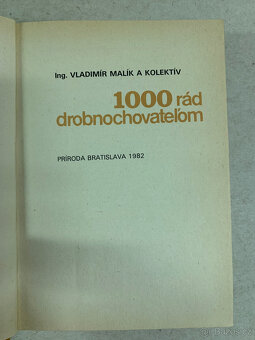 Ing. VLADIMÍR MALÍK A KOLEKTÍV
1000 rád
drobnochovateľom
PRÍRODA BRATISLAVA 1982